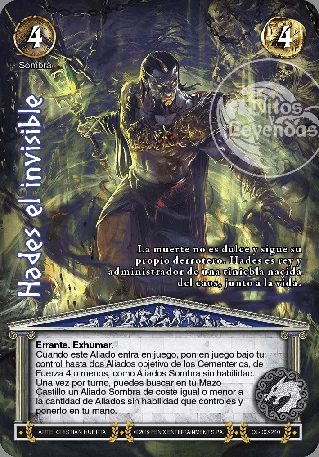 4
4
Sombra
Mitos
Leyendas
Hades el invisible
La muerte no es dulce y sigue su
propio derrotero. Hades es rey y
administrador de una tiniebla nacida
del caos, junto a la vida.
Errante. Exhumar.
Cuando este Aliado entra en juego, pon en juego bajo tu
control hasta dos Aliados objetivo de los Cementerios, de
Fuerza 4 o menos, como Aliados Sombra sin habilidad.
Una vez por turno, puedes buscar en tu Mazo
Castillo un Aliado Sombra de coste igual o menor a
la cantidad de Aliados sin habilidad que controles y
ponerlo en tu mano.